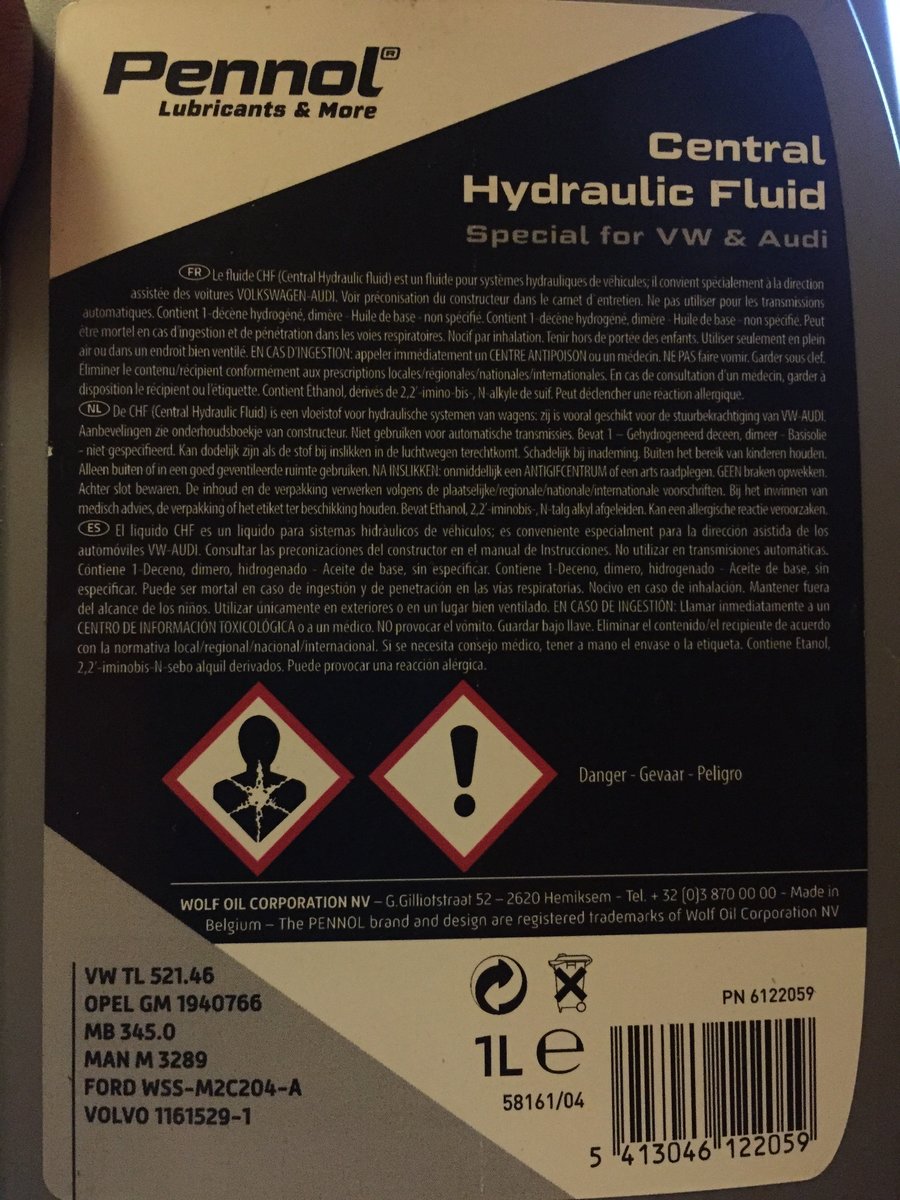 Pennol®
Lubricants & More
Central
Hydraulic Fluid
Special for VW & Audi
FR Le fluide CHF (Central Hydraulic fluid) est un fluide pour systèmes hydrauliques de véhicules; il convient spécialement à la direction
assistée des voitures VOLKSWAGEN-AUDI. Voir préconisation du constructeur dans le carnet d'entretien. Ne pas utiliser pour les transmissions
automatiques. Contient 1-décène hydrogéné, dimère - Huile de base - non spécifié. Contient 1-décène hydrogéné, dimère - Huile de base - non spécifié. Peut
être mortel en cas d'ingestion et de pénétration dans les voies respiratoires. Nocif par inhalation. Tenir hors de portée des enfants. Utiliser seulement en plein
air ou dans un endroit bien ventilé. EN CAS D'INGESTION: appeler immédiatement un CENTRE ANTIPOISON ou un médecin. NE PAS faire vomir. Garder sous clef.
Eliminer le contenu/récipient conformement aux prescriptions locales/régionales/nationales/internationales. En cas de consultation d'un médecin, garder à
disposition le récipient ou l'étiquette. Contient Ethanol, dérivés de 2,2'-imino-bis-, N-alkyle de suif. Peut déclencher une réaction allergique.
NL De CHF (Central Hydraulic Fluid) is een vloeistof voor hydraulische systemen van wagens; zij is vooral geschikt voor de stuurbekrachtiging van VW-AUDI.
Aanbevelingen zie onderhoudsboekje van constructeur. Niet gebruiken voor automatische transmissies. Bevat 1 – Gehydrogeneerd deceen, dimeer - Basisolie
- niet gespecifieerd. Kan dodelijk zijn als de stof bij inslikken in de luchtwegen terechtkomt. Schadelijk bij inademing. Buiten het bereik van kinderen houden.
Alleen buiten of in een goed geventileerde ruimte gebruiken. NA INSLIKKEN: onmiddellijk een ANTIGIFCENTRUM of een arts raadplegen. GEEN braken opwekken.
Achter slot bewaren. De inhoud en de verpakking verwerken volgens de plaatselijke/regionale/nationale/internationale voorschriften. Bij het inwinnen van
medisch advies, de verpakking of het etiket ter beschikking houden. Bevat Ethanol, 2,2'-iminobis-, N-talg alkyl afgeleiden. Kan een allergische reactie veroorzaken.
ES El liquido CHF es un liquido para sistemas hidráulicos de véhiculos; es conveniente especialment para la dirección asistida de los
automóviles VW-AUDI. Consultar las preconizaciones del constructor en el manual de Instrucciones. No utilizar en transmisiones automáticas.
Contiene 1-Deceno, dimero, hidrogenado - Aceite de base, sin especificar. Contiene 1-Deceno, dimero, hidrogenado - Aceite de base, sin
especificar. Puede ser mortal en caso de ingestión y de penetración en las vías respiratorias. Nocivo en caso de inhalación. Mantener fuera
del alcance de los niños. Utilizar únicamente en exteriores o en un lugar bien ventilado. EN CASO DE INGESTIÓN: Llamar inmediatamente a un
CENTRO DE INFORMACIÓN TOXICOLÓGICA o a un médico. NO provocar el vómito. Guardar bajo llave. Eliminar el contenido/el recipiente de acuerdo
con la normativa local/regional/nacional/internacional. Si se necesita consejo médico, tener a mano el envase o la etiqueta. Contiene Etanol,
2,2'-iminobis-N-sebo alquil derivados. Puede provocar una reacción alérgica.
Danger - Gevaar - Peligro
WOLF OIL CORPORATION NV – G.Gilliotstraat 52 – 2620 Hemiksem - Tel. + 32 (0)3 870 00 00 - Made in
Belgium – The PENNOL brand and design are registered trademarks of Wolf Oil Corporation NV
VW TL 521.46
OPEL GM 1940766
MB 345.0
MAN M 3289
FORD WSS-M2C204-A
VOLVO 1161529-1
PN 6122059
1L e
58161/04
5 413046 122059